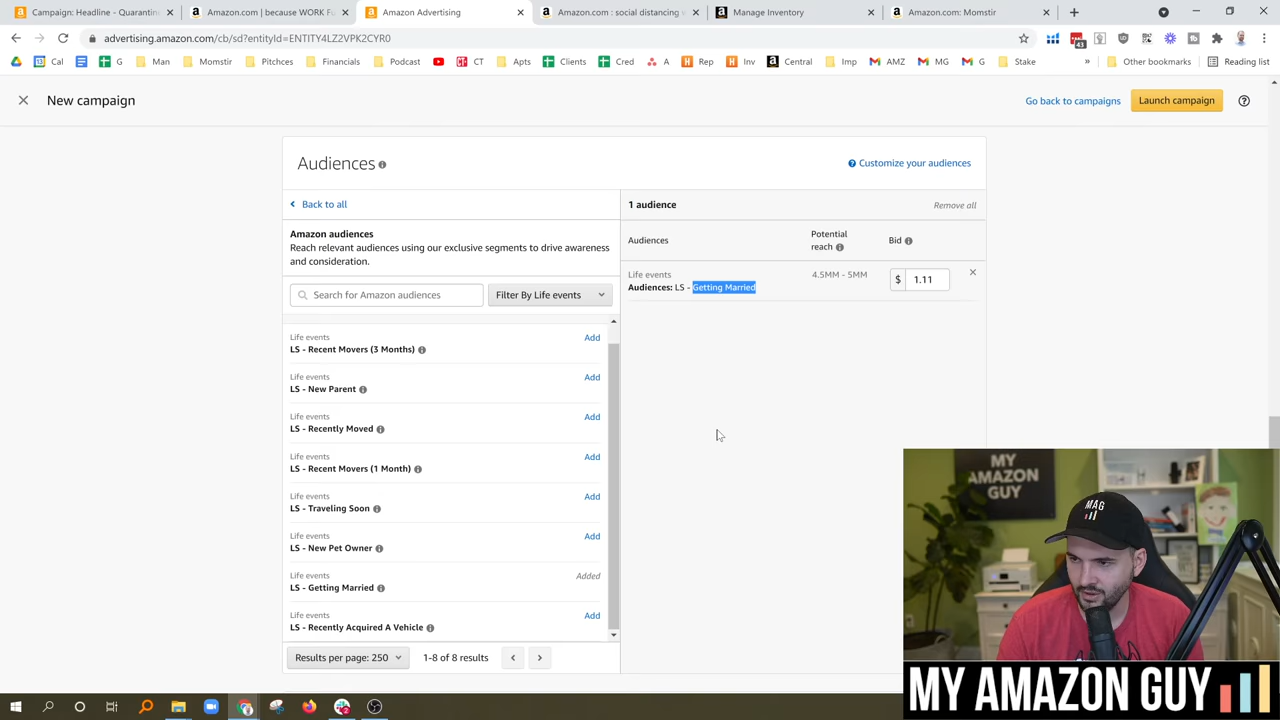 Campaign: Headline - Quarantin
Amazon.com | because WORK Fu
Amazon Advertising
Amazon.com : social distancing s
Manage Inventory
Amazon.com: Momstir
advertising.amazon.com/cb/sd?entityId=ENTITY4LZ2VPK2CYR0
43
Cal
G
Man
Momstir
Pitchces
Financials
Podcast
CT
Apts
Clients
Cred
A
Rep
Inv
Central
Imp
AMZ
MG
G
Stake
»
Other bookmarks
Reading list
New campaign
Go back to campaigns
Launch campaign
Audiences
Customize your audiences
Back to all
Amazon audiences
Reach relevant audiences using our exclusive segments to drive awareness
and consideration.
Search for Amazon audiences
Filter By Life events
Life events
LS - Recent Movers (3 Months)
Add
Life events
LS - New Parent
Add
Life events
LS - Recently Moved
Add
Life events
LS - Recent Movers (1 Month)
Add
Life events
LS - Traveling Soon
Add
Life events
LS - New Pet Owner
Add
Life events
LS - Getting Married
Added
Life events
LS - Recently Acquired A Vehicle
Add
Results per page: 250
1-8 of 8 results
1 audience
Remove all
Audiences
Potential
reach
Bid
Life events
Audiences: LS - Getting Married
4.5MM - 5MM
$ 1.11
MY
AMAZON
GUY
MAG
MY AMAZON GUY